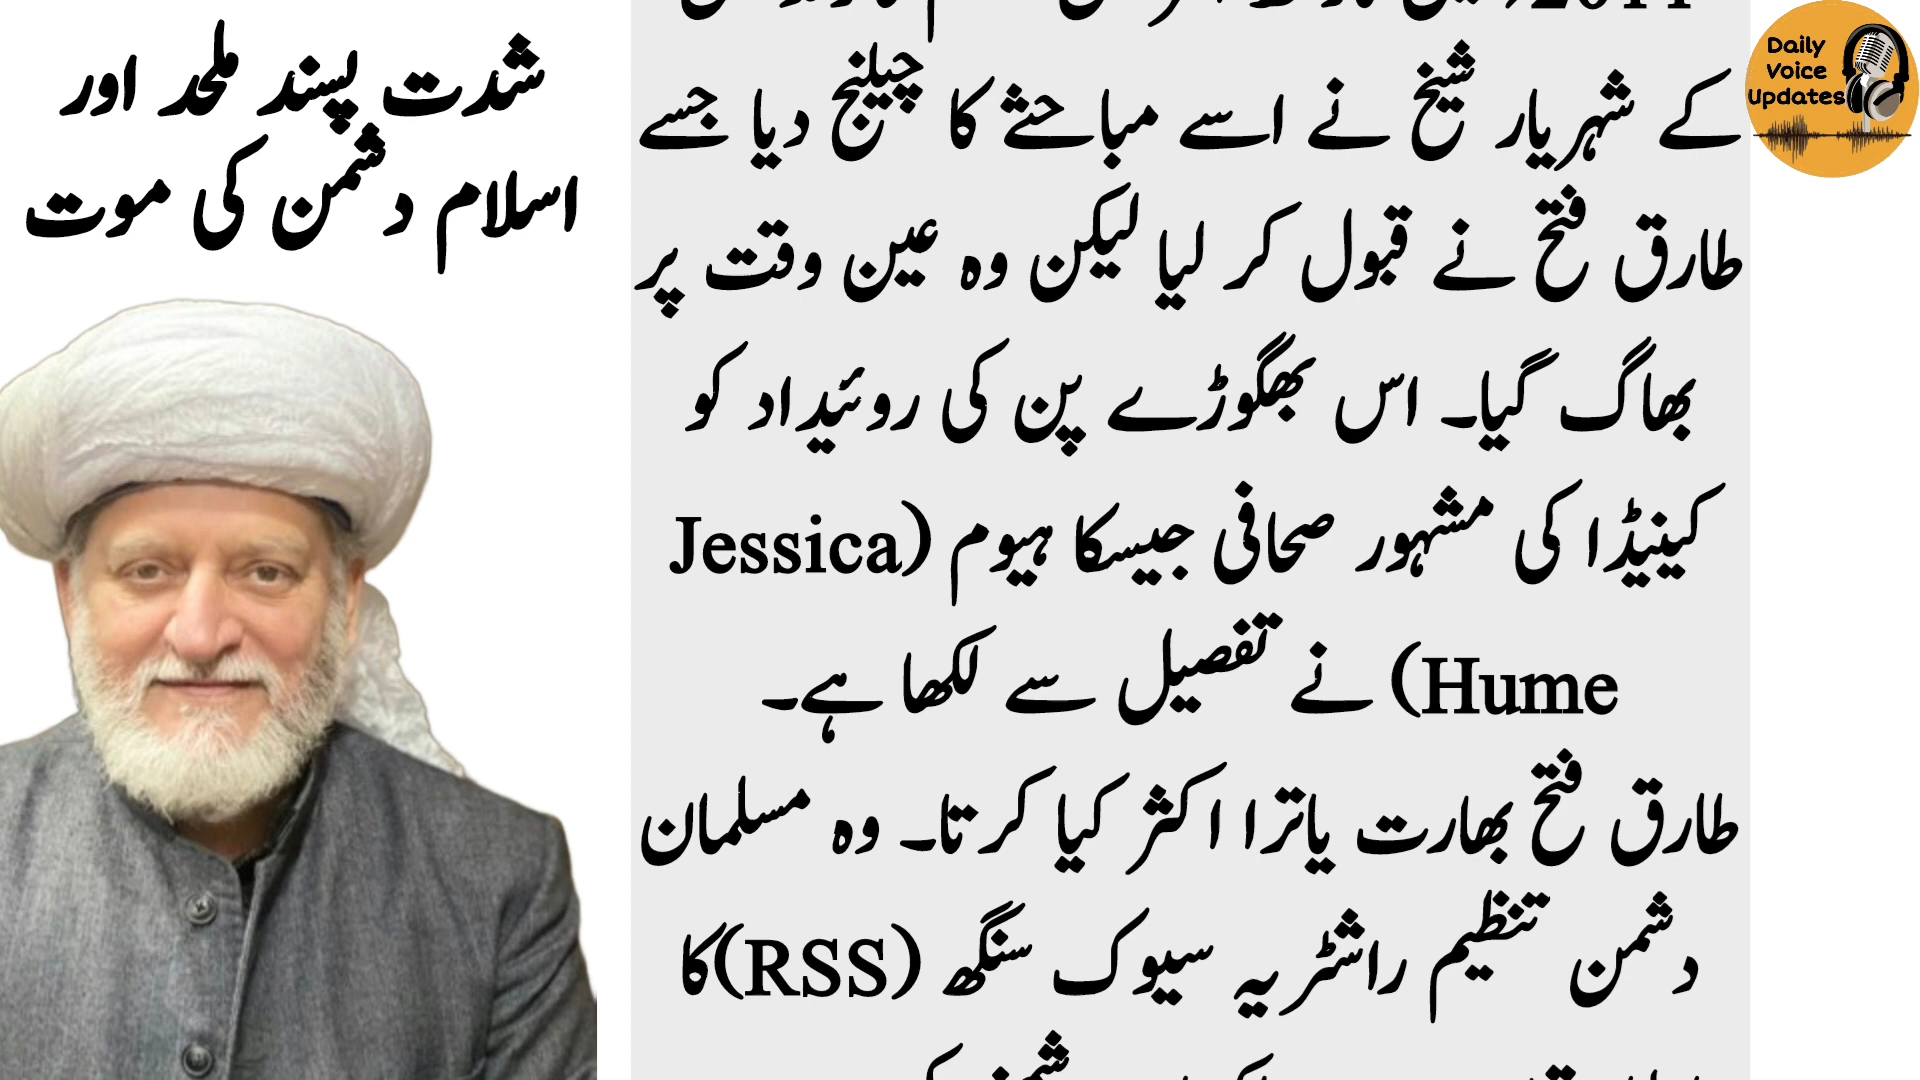 شدت پسند ملحد اور
اسلام دشمن کی موت
کے شہریار شیخ نے اسے مباحثے کا چیلنج دیا جسے
طارق فتح نے قبول کر لیا لیکن وہ عین وقت پر
بھاگ گیا۔ اس بھگوڑے پن کی روئیداد کو
کینیڈا کی مشہور صحافی جیسکا ہیوم (Jessica
Hume) نے تفصیل سے لکھا ہے۔
طارق فتح بھارت یاترا اکثر کیا کرتا۔ وہ مسلمان
دشمن تنظیم راشٹریہ سیوک سنگھ (RSS)کا
Daily
Voice
Updates